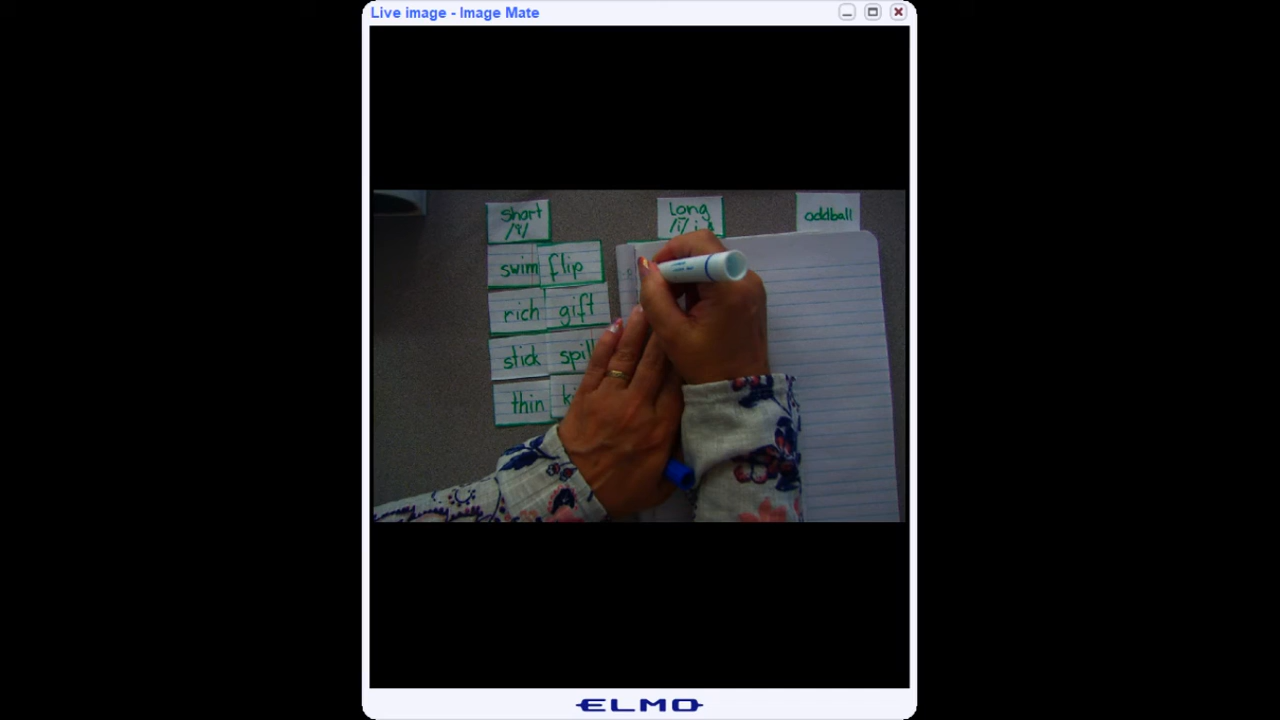 Live image - Image Mate
short
long
oddball
/ĭ/
swim flip
rich gift
stick spill
thin
ELMO